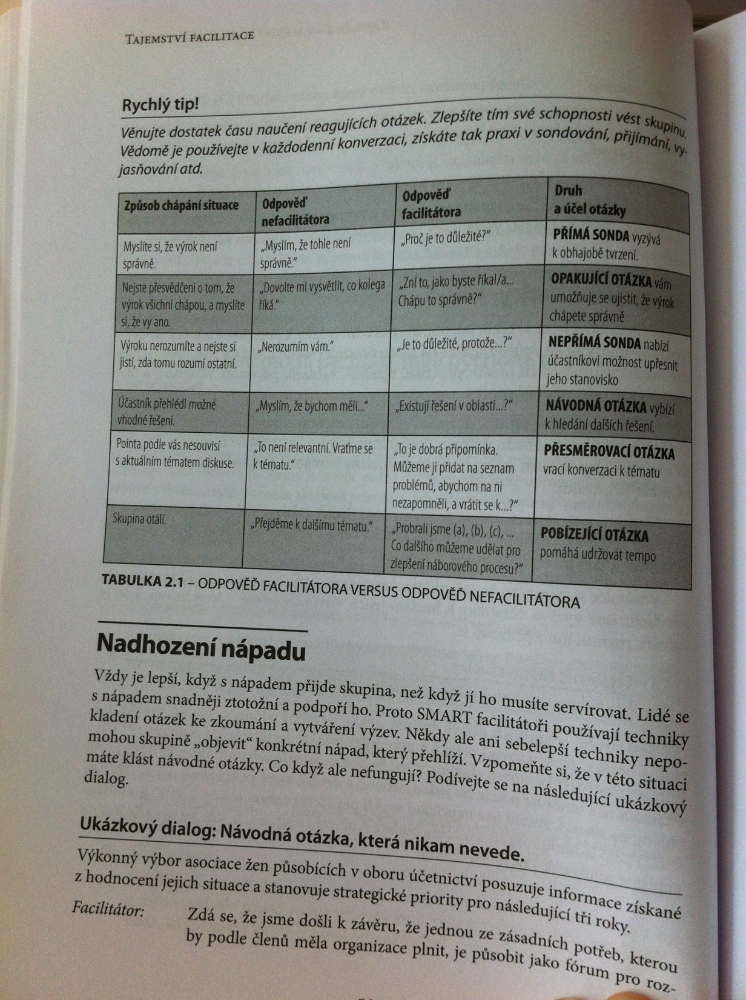 Tajemství facilitace
Rychlý tip!
Věnujte dostatek času naučení reagujících otázek. Zlepšíte tím své schopnosti vést skupinu.
Vědomě je používejte v každodenní konverzaci, získáte tak praxi v sondování, přijímání, vy-
jasňování atd.
Způsob chápání situace
Odpověď
nefacilitátora
Odpověď
facilitátora
Druh
a účel otázky
Myslíte si, že výrok není
správně.
„Myslím, že tohle není
správně.“
„Proč je to důležité?“
PŘÍMÁ SONDA vyzývá
k obhajobě tvrzení.
Nejste přesvědčeni o tom, že
výrok všichni chápou, a myslíte
si, že vy ano.
„Dovolte mi vysvětlit, co kolega
říká.“
„Zní to, jako byste říkal/a...
Chápu to správně?“
OPAKUJÍCÍ OTÁZKA vám
umožňuje se ujistit, že výrok
chápete správně
Výroku nerozumíte a nejste si
jistí, zda tomu rozumí ostatní.
„Nerozumím vám.“
„Je to důležité, protože...?“
NEPŘÍMÁ SONDA nabízí
účastníkovi možnost upřesnit
jeho stanovisko
Účastník přehlédl možné
vhodné řešení.
„Myslím, že bychom měli...“
„Existují řešení v oblasti...?“
NÁVODNÁ OTÁZKA vybízí
k hledání dalších řešení.
Pointa podle vás nesouvisí
s aktuálním tématem diskuse.
„To není relevantní. Vraťme se
k tématu.“
„To je dobrá připomínka.
Můžeme ji přidat na seznam
problémů, abychom na ni
nezapomněli, a vrátit se k...?“
PŘESMĚROVACÍ OTÁZKA
vrací konverzaci k tématu
Skupina otálí.
„Přejděme k dalšímu tématu.“
„Probrali jsme (a), (b), (c), ...
Co dalšího můžeme udělat pro
zlepšení náborového procesu?“
POBÍZEJÍCÍ OTÁZKA
pomáhá udržovat tempo
TABULKA 2.1 – ODPOVĚĎ FACILITÁTORA VERSUS ODPOVĚĎ NEFACILITÁTORA
Nadhození nápadu
Vždy je lepší, když s nápadem přijde skupina, než když jí ho musíte servírovat. Lidé se
s nápadem snadněji ztotožní a podpoří ho. Proto SMART facilitátoři používají techniky
kladení otázek ke zkoumání a vytváření výzev. Někdy ale ani sebelepší techniky nepo-
mohou skupině „objevit“ konkrétní nápad, který přehlíží. Vzpomeňte si, že v této situaci
máte klást návodné otázky. Co když ale nefungují? Podívejte se na následující ukázkový
dialog.
Ukázkový dialog: Návodná otázka, která nikam nevede.
Výkonný výbor asociace žen působících v oboru účetnictví posuzuje informace získané
z hodnocení jejich situace a stanovuje strategické priority pro následující tři roky.
Facilitátor: Zdá se, že jsme došli k závěru, že jednou ze zásadních potřeb, kterou
by podle členů měla organizace plnit, je působit jako fórum pro roz-